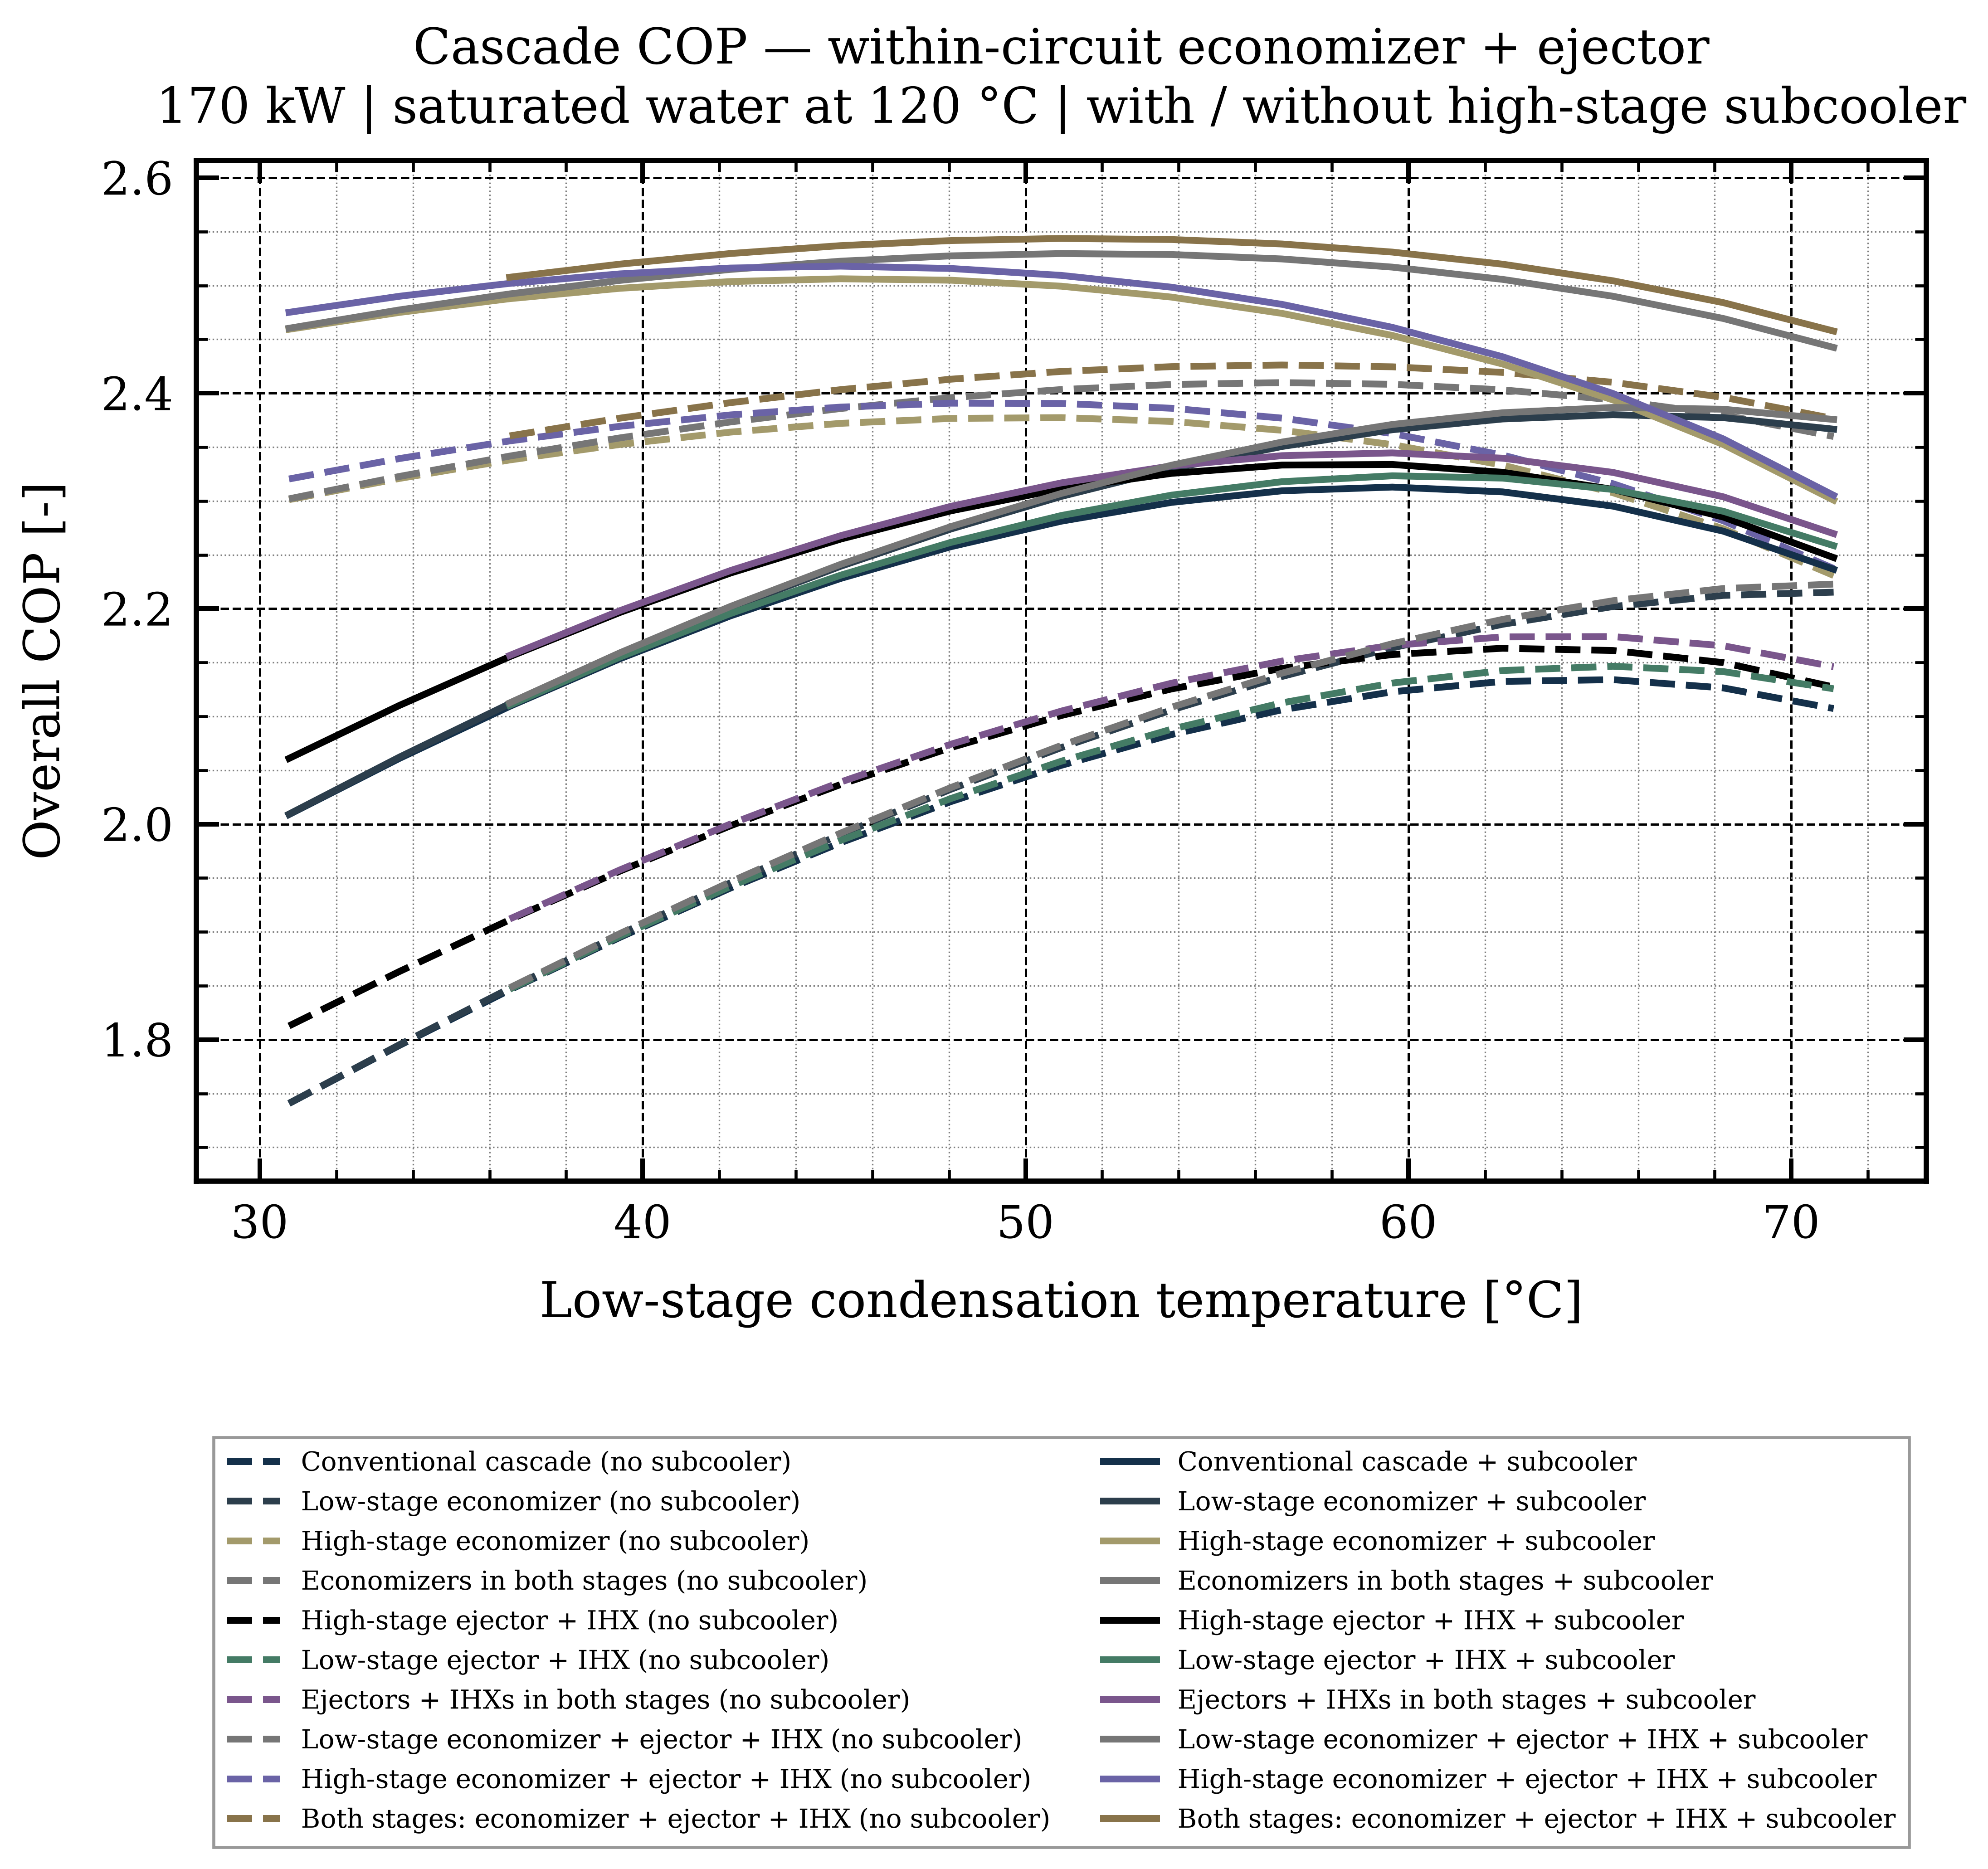 Cascade COP — within-circuit economizer + ejector
170 kW | saturated water at 120 °C | with / without high-stage subcooler
2.6
2.4
2.2
2.0
1.8
Overall COP [-]
30 40 50 60 70
Low-stage condensation temperature [°C]
Conventional cascade (no subcooler)
Low-stage economizer (no subcooler)
High-stage economizer (no subcooler)
Economizers in both stages (no subcooler)
High-stage ejector + IHX (no subcooler)
Low-stage ejector + IHX (no subcooler)
Ejectors + IHXs in both stages (no subcooler)
Low-stage economizer + ejector + IHX (no subcooler)
High-stage economizer + ejector + IHX (no subcooler)
Both stages: economizer + ejector + IHX (no subcooler)
Conventional cascade + subcooler
Low-stage economizer + subcooler
High-stage economizer + subcooler
Economizers in both stages + subcooler
High-stage ejector + IHX + subcooler
Low-stage ejector + IHX + subcooler
Ejectors + IHXs in both stages + subcooler
Low-stage economizer + ejector + IHX + subcooler
High-stage economizer + ejector + IHX + subcooler
Both stages: economizer + ejector + IHX + subcooler